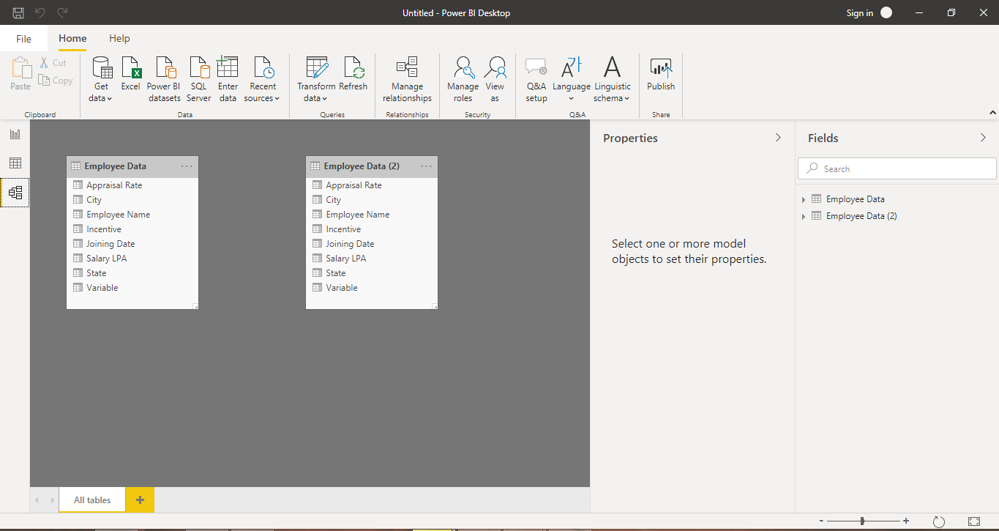 Untitled - Power BI Desktop
Sign in
File
Home
Help
Paste
Cut
Copy
Clipboard
Get data
Excel
Power BI datasets
SQL Server
Enter data
Recent sources
Data
Transform data
Refresh
Queries
Manage relationships
Relationships
Manage roles
View as
Security
Q&A setup
Language
Linguistic schema
Q&A
Publish
Share
Employee Data
Appraisal Rate
City
Employee Name
Incentive
Joining Date
Salary LPA
State
Variable
Employee Data (2)
Appraisal Rate
City
Employee Name
Incentive
Joining Date
Salary LPA
State
Variable
Properties
Select one or more model
objects to set their properties.
Fields
Search
Employee Data
Employee Data (2)
All tables